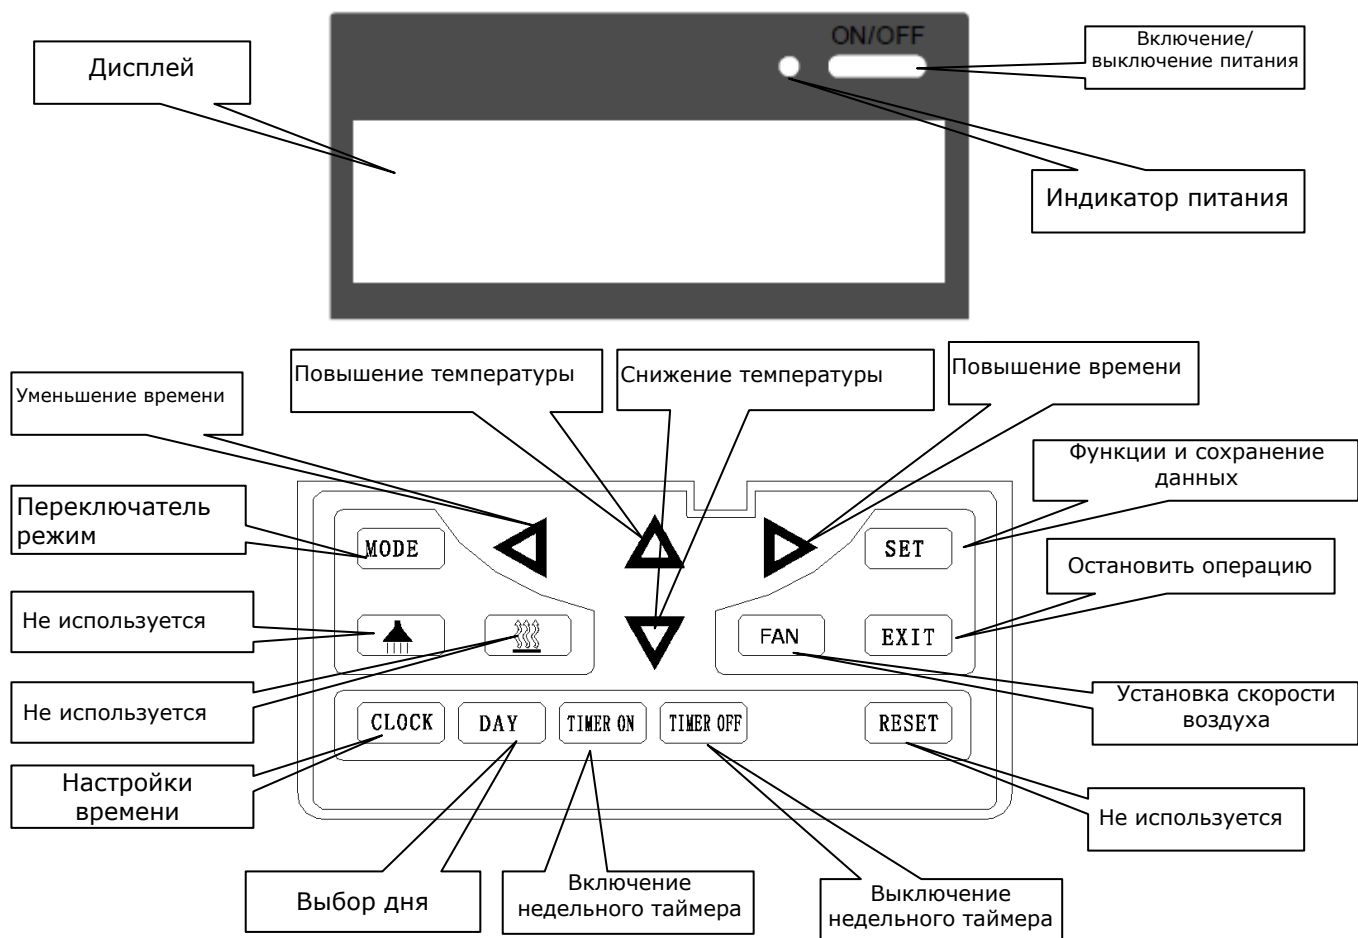 ON/OFF
Дисплей
Включение/
выключение питания
Индикатор питания
Повышение температуры
Снижение температуры
Повышение времени
Уменьшение времени
Функции и сохранение
данных
Переключатель
режим
MODE
SET
Остановить операцию
Не используется
FAN
EXIT
Не используется
Установка скорости
воздуха
CLOCK
DAY
TIMER ON
TIMER OFF
RESET
Настройки
времени
Не используется
Выбор дня
Включение
недельного таймера
Выключение
недельного таймера